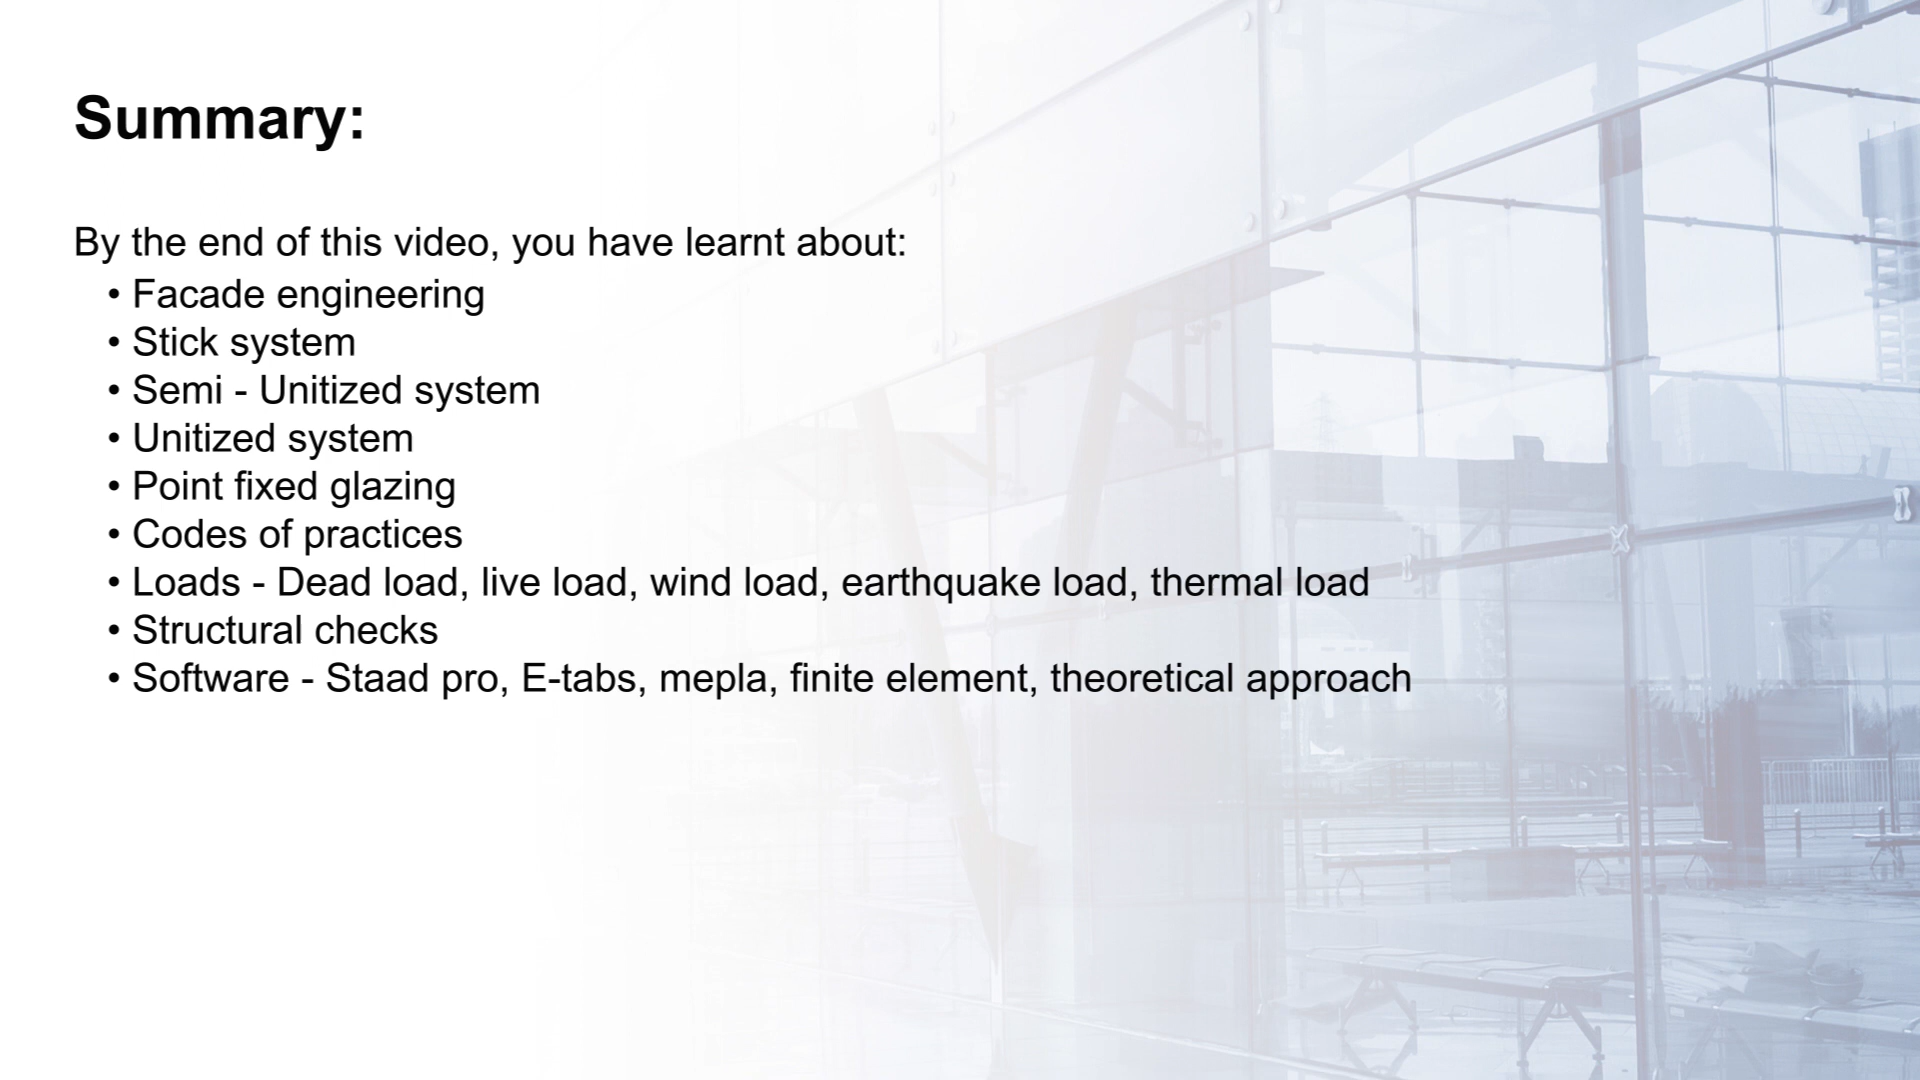 Summary:
By the end of this video, you have learnt about:
• Facade engineering
• Stick system
• Semi - Unitized system
• Unitized system
• Point fixed glazing
• Codes of practices
• Loads - Dead load, live load, wind load, earthquake load, thermal load
• Structural checks
• Software - Staad pro, E-tabs, mepla, finite element, theoretical approach